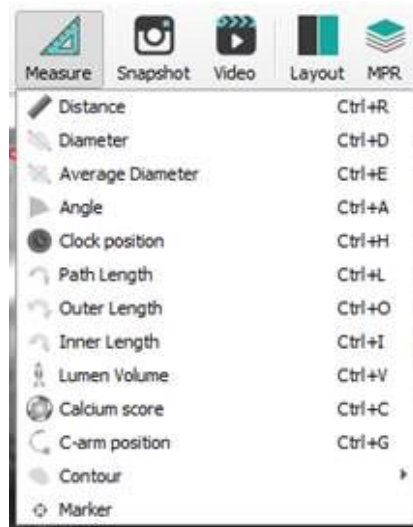 Measure Snapshot Video Layout MPR
Distance Ctrl+R
Diameter Ctrl+D
Average Diameter Ctrl+E
Angle Ctrl+A
Clock position Ctrl+H
Path Length Ctrl+L
Outer Length Ctrl+O
Inner Length Ctrl+I
Lumen Volume Ctrl+V
Calcium score Ctrl+C
C-arm position Ctrl+G
Contour
Marker